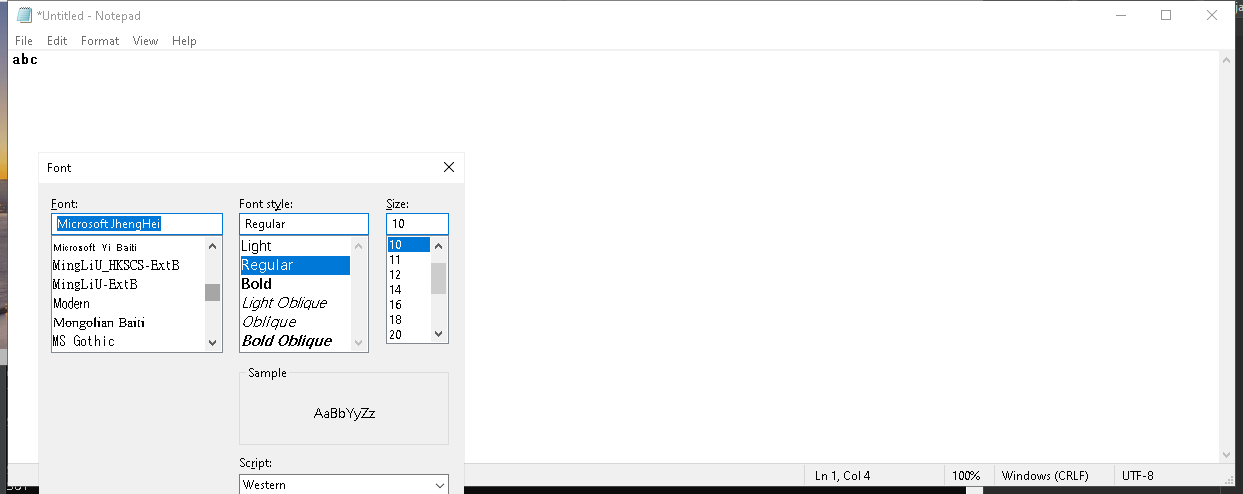 *Untitled - Notepad
File Edit Format View Help
abc
Font
Font: Font style: Size:
Microsoft JhengHei Regular 10
Microsoft Yi Baiti
MingLiU_HKSCS-ExtB
MingLiU-ExtB
Modern
Mongolian Baiti
MS Gothic
Light
Regular
Bold
Light Oblique
Oblique
Bold Oblique
10
11
12
14
16
18
20
Sample
AaBbYyZz
Script:
Western
Ln 1, Col 4 100% Windows (CRLF) UTF-8